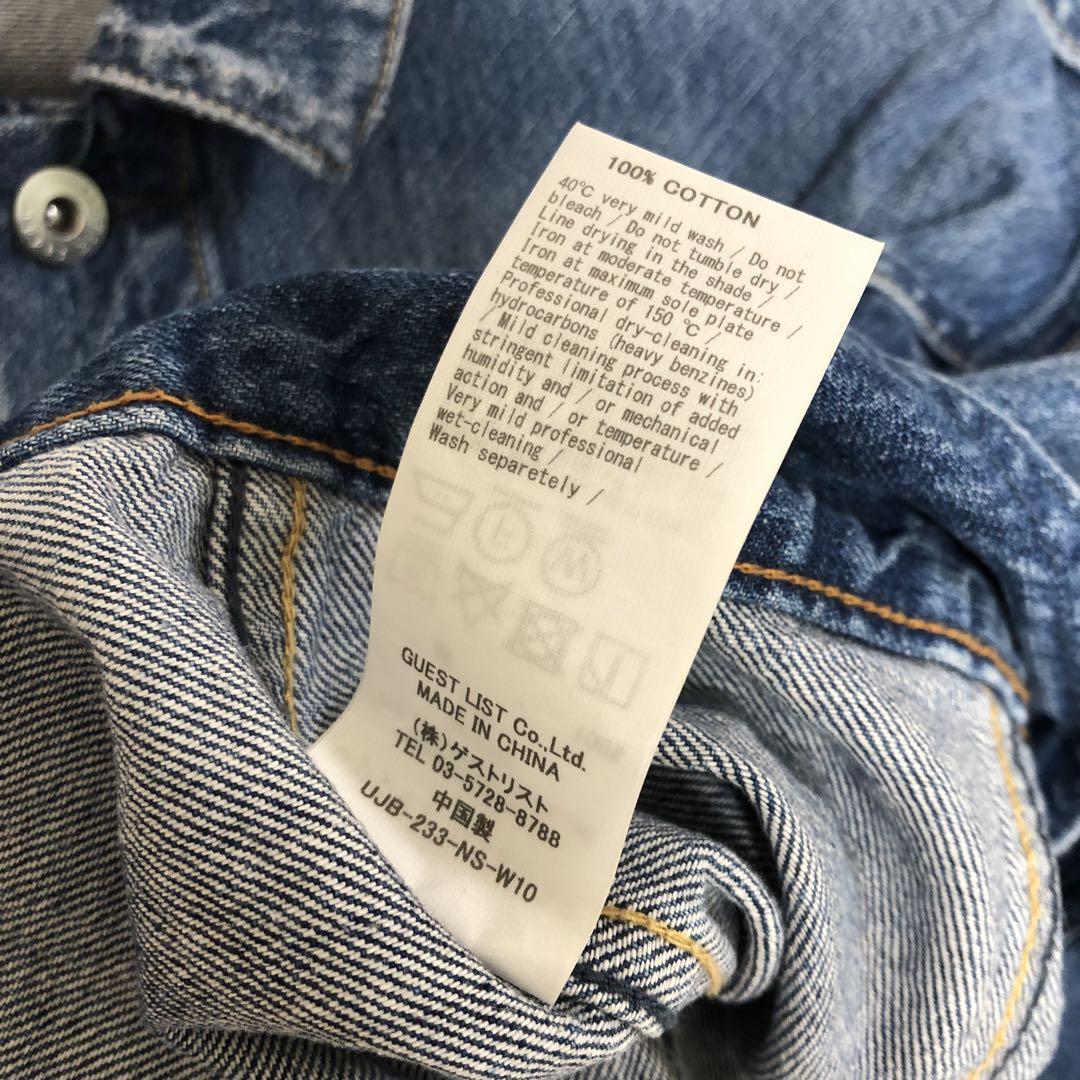 100% COTTON
40℃ very mild wash / Do not
bleach / Do not tumble dry /
Line drying in the shade /
Iron at moderate temperature /
Iron at maximum sole plate
temperature of 150 ℃ /
Professional dry-cleaning in:
hydrocarbons (heavy benzines)
/ Mild cleaning process with
stringent limitation of added
humidity and / or mechanical
action and / or temperature /
Very mild professional
wet-cleaning /
Wash separetely /
GUEST LIST Co.,Ltd.
MADE IN CHINA
(株)ゲストリスト
TEL 03-5728-8788
中国製
UJB-233-NS-W10